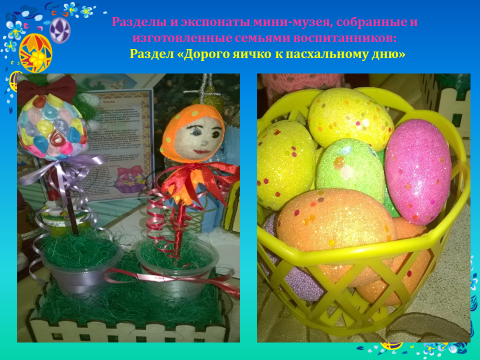 Разделы и экспонаты мини-музея, собранные и
изготовленные семьями воспитанников:
Раздел «Дорого яичко к пасхальному дню»